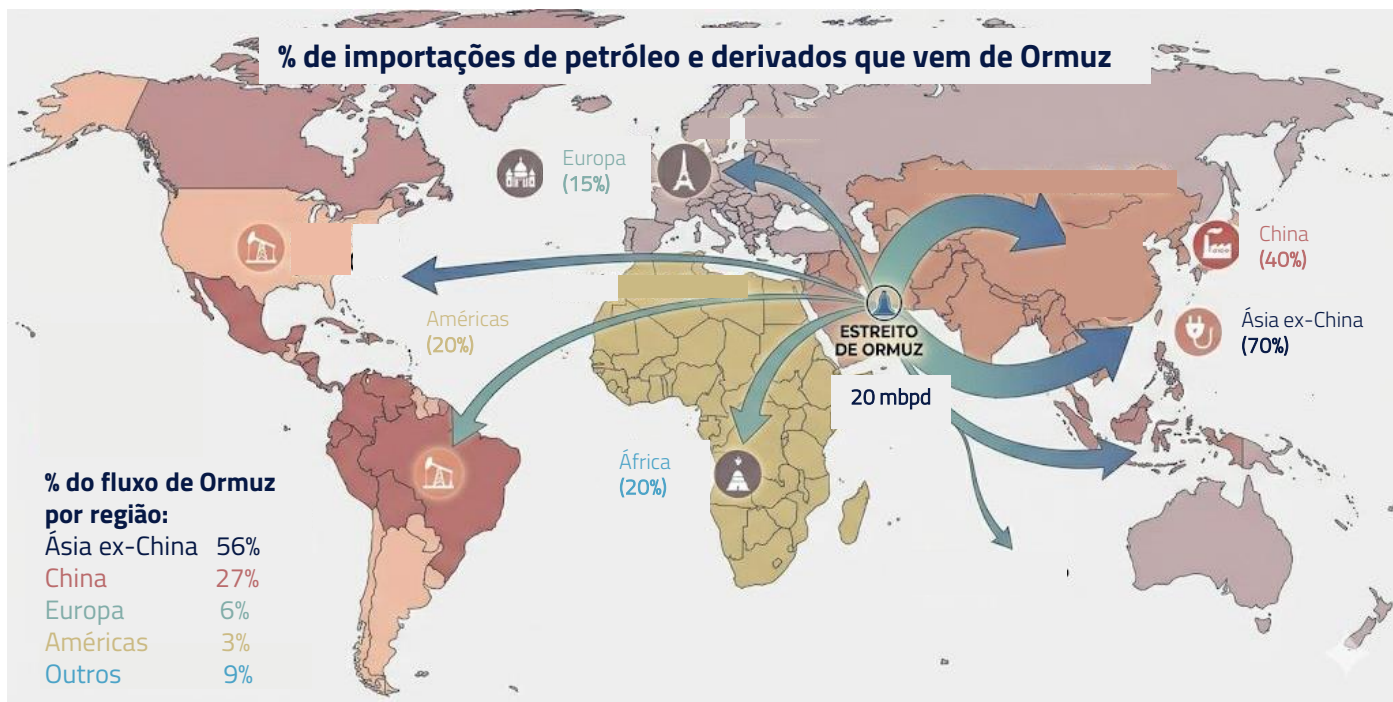 % de importações de petróleo e derivados que vem de Ormuz
Europa
(15%)
China
(40%)
Américas
(20%)
ESTREITO
DE ORMUZ
Ásia ex-China
(70%)
20 mbpd
África
(20%)
% do fluxo de Ormuz
por região:
Ásia ex-China 56%
China 27%
Europa 6%
Américas 3%
Outros 9%